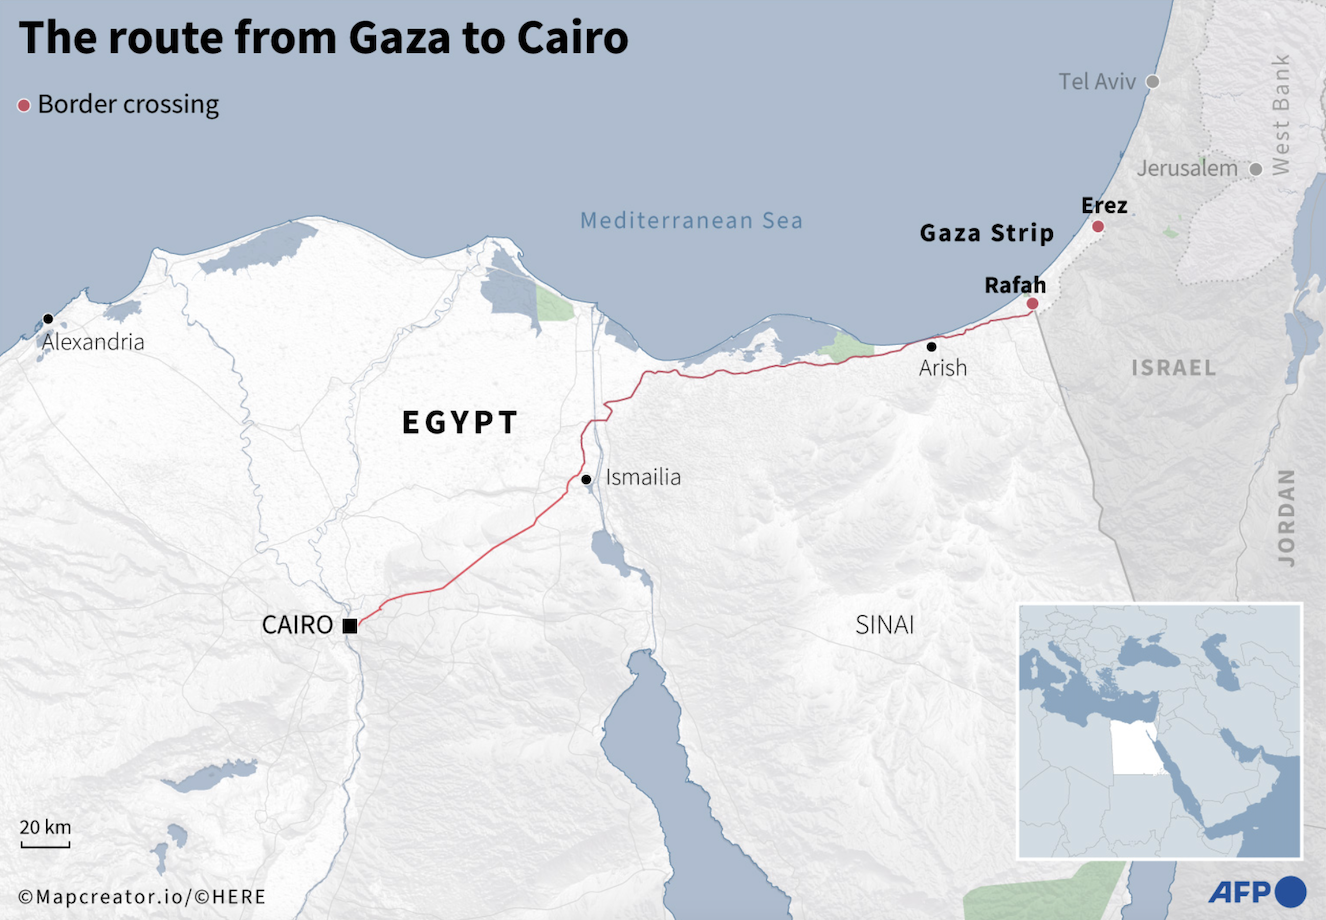 The route from Gaza to Cairo
Border crossing
Tel Aviv
West Bank
Jerusalem
Erez
Mediterranean Sea
Gaza Strip
Rafah
Alexandria
Arish
ISRAEL
EGYPT
Ismailia
JORDAN
CAIRO
SINAI
20 km
©Mapcreator.io/©HERE
AFP